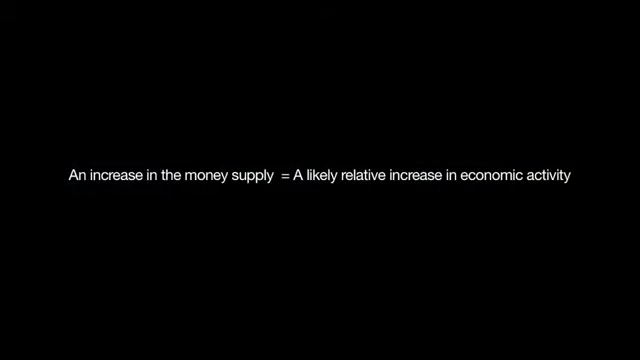 An increase in the money supply = A likely relative increase in economic activity